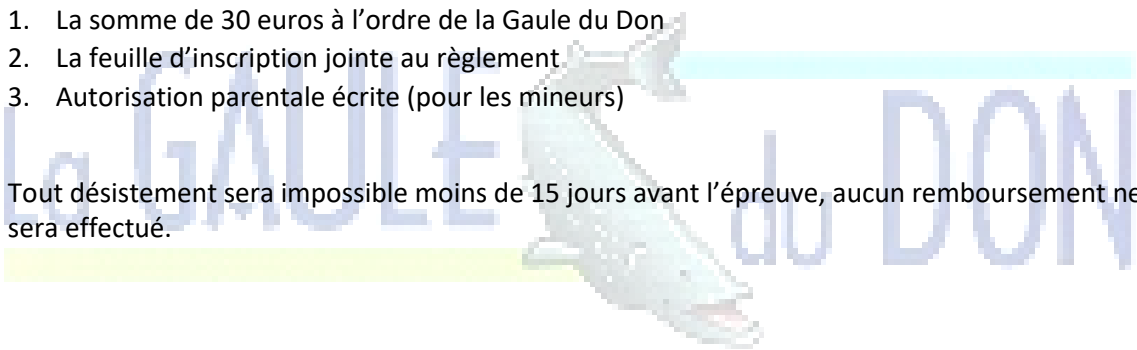 1. La somme de 30 euros à l’ordre de la Gaule du Don
2. La feuille d’inscription jointe au règlement
3. Autorisation parentale écrite (pour les mineurs)
La GAULE du DON
Tout désistement sera impossible moins de 15 jours avant l’épreuve, aucun remboursement ne
sera effectué.